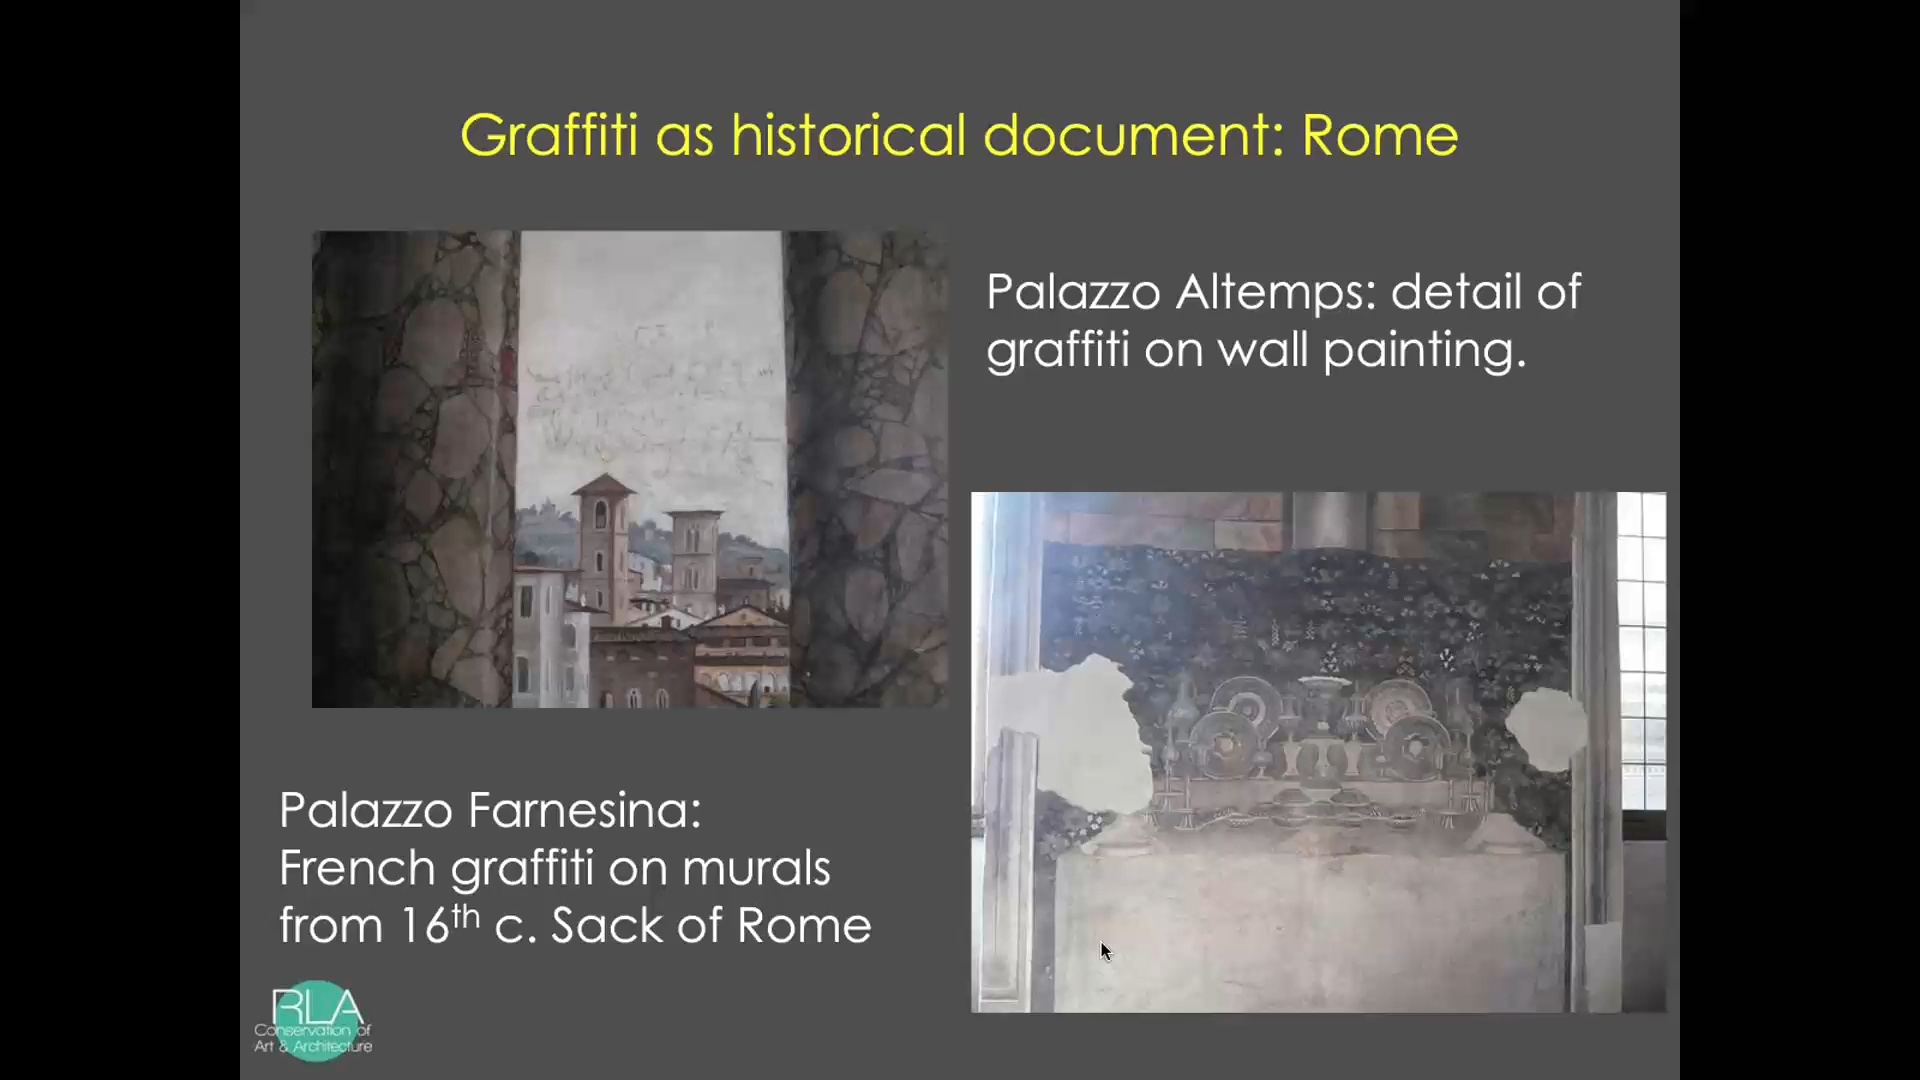 Graffiti as historical document: Rome
Palazzo Altemps: detail of
graffiti on wall painting.
Palazzo Farnesina:
French graffiti on murals
from 16th c. Sack of Rome
RLA
Conservation of
Art & Architecture